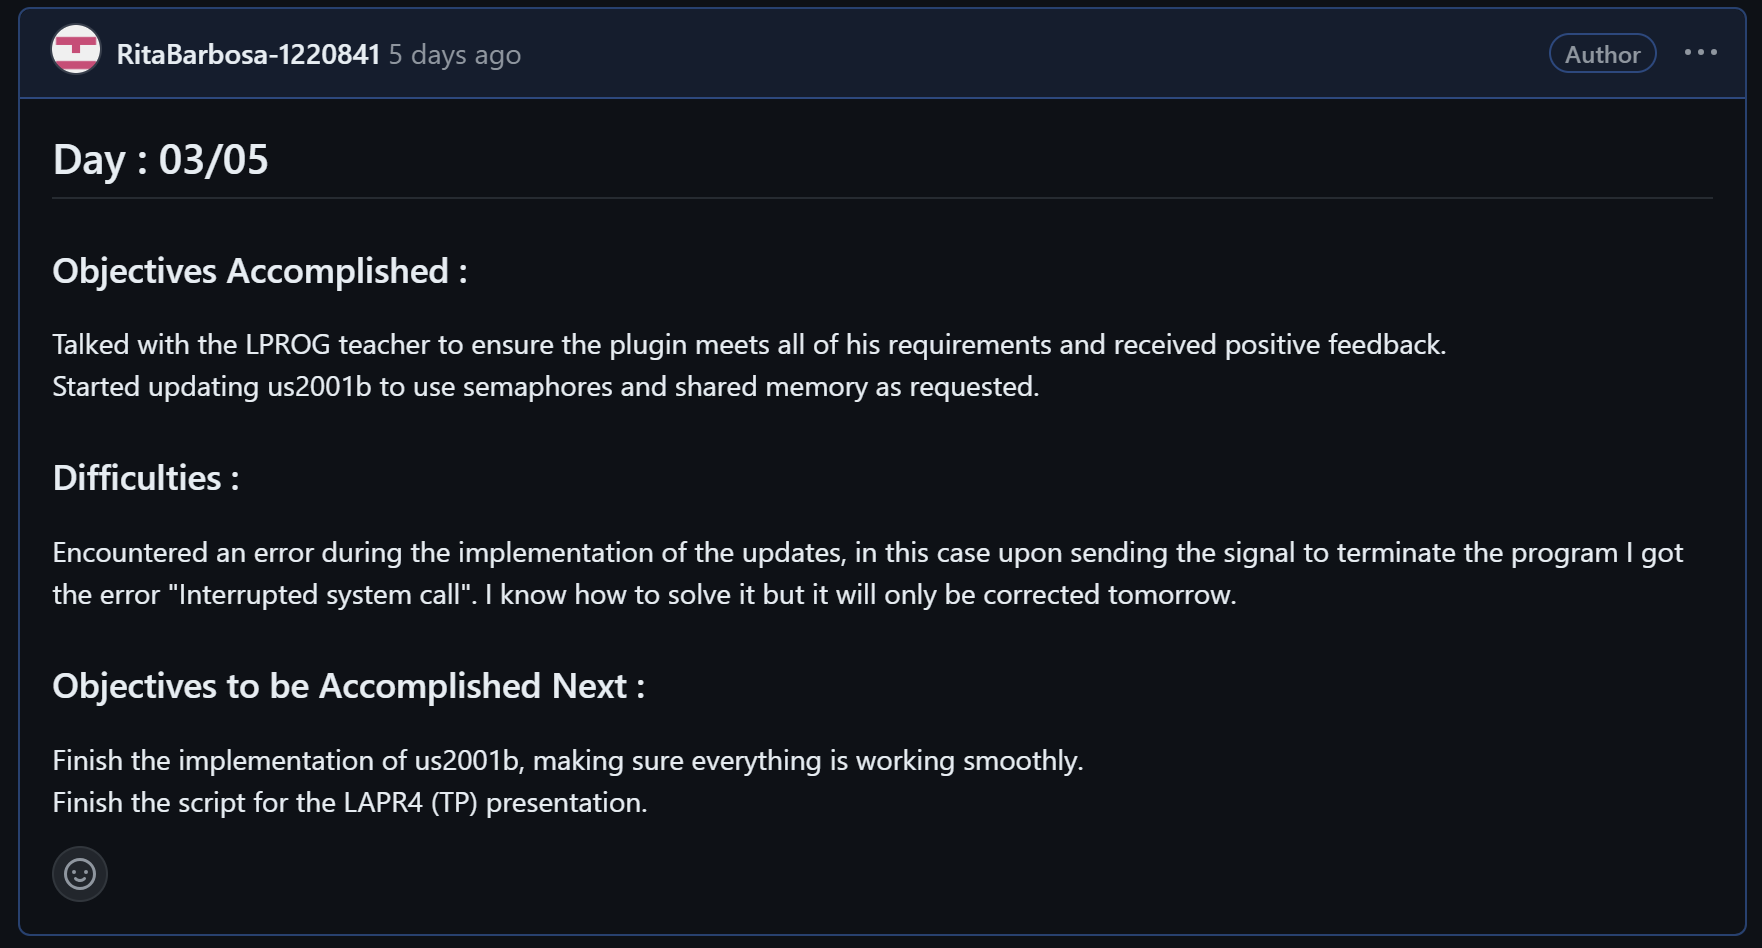 RitaBarbosa-1220841 5 days ago
Author
Day : 03/05
Objectives Accomplished :
Talked with the LPROG teacher to ensure the plugin meets all of his requirements and received positive feedback.
Started updating us2001b to use semaphores and shared memory as requested.
Difficulties :
Encountered an error during the implementation of the updates, in this case upon sending the signal to terminate the program I got
the error "Interrupted system call". I know how to solve it but it will only be corrected tomorrow.
Objectives to be Accomplished Next :
Finish the implementation of us2001b, making sure everything is working smoothly.
Finish the script for the LAPR4 (TP) presentation.